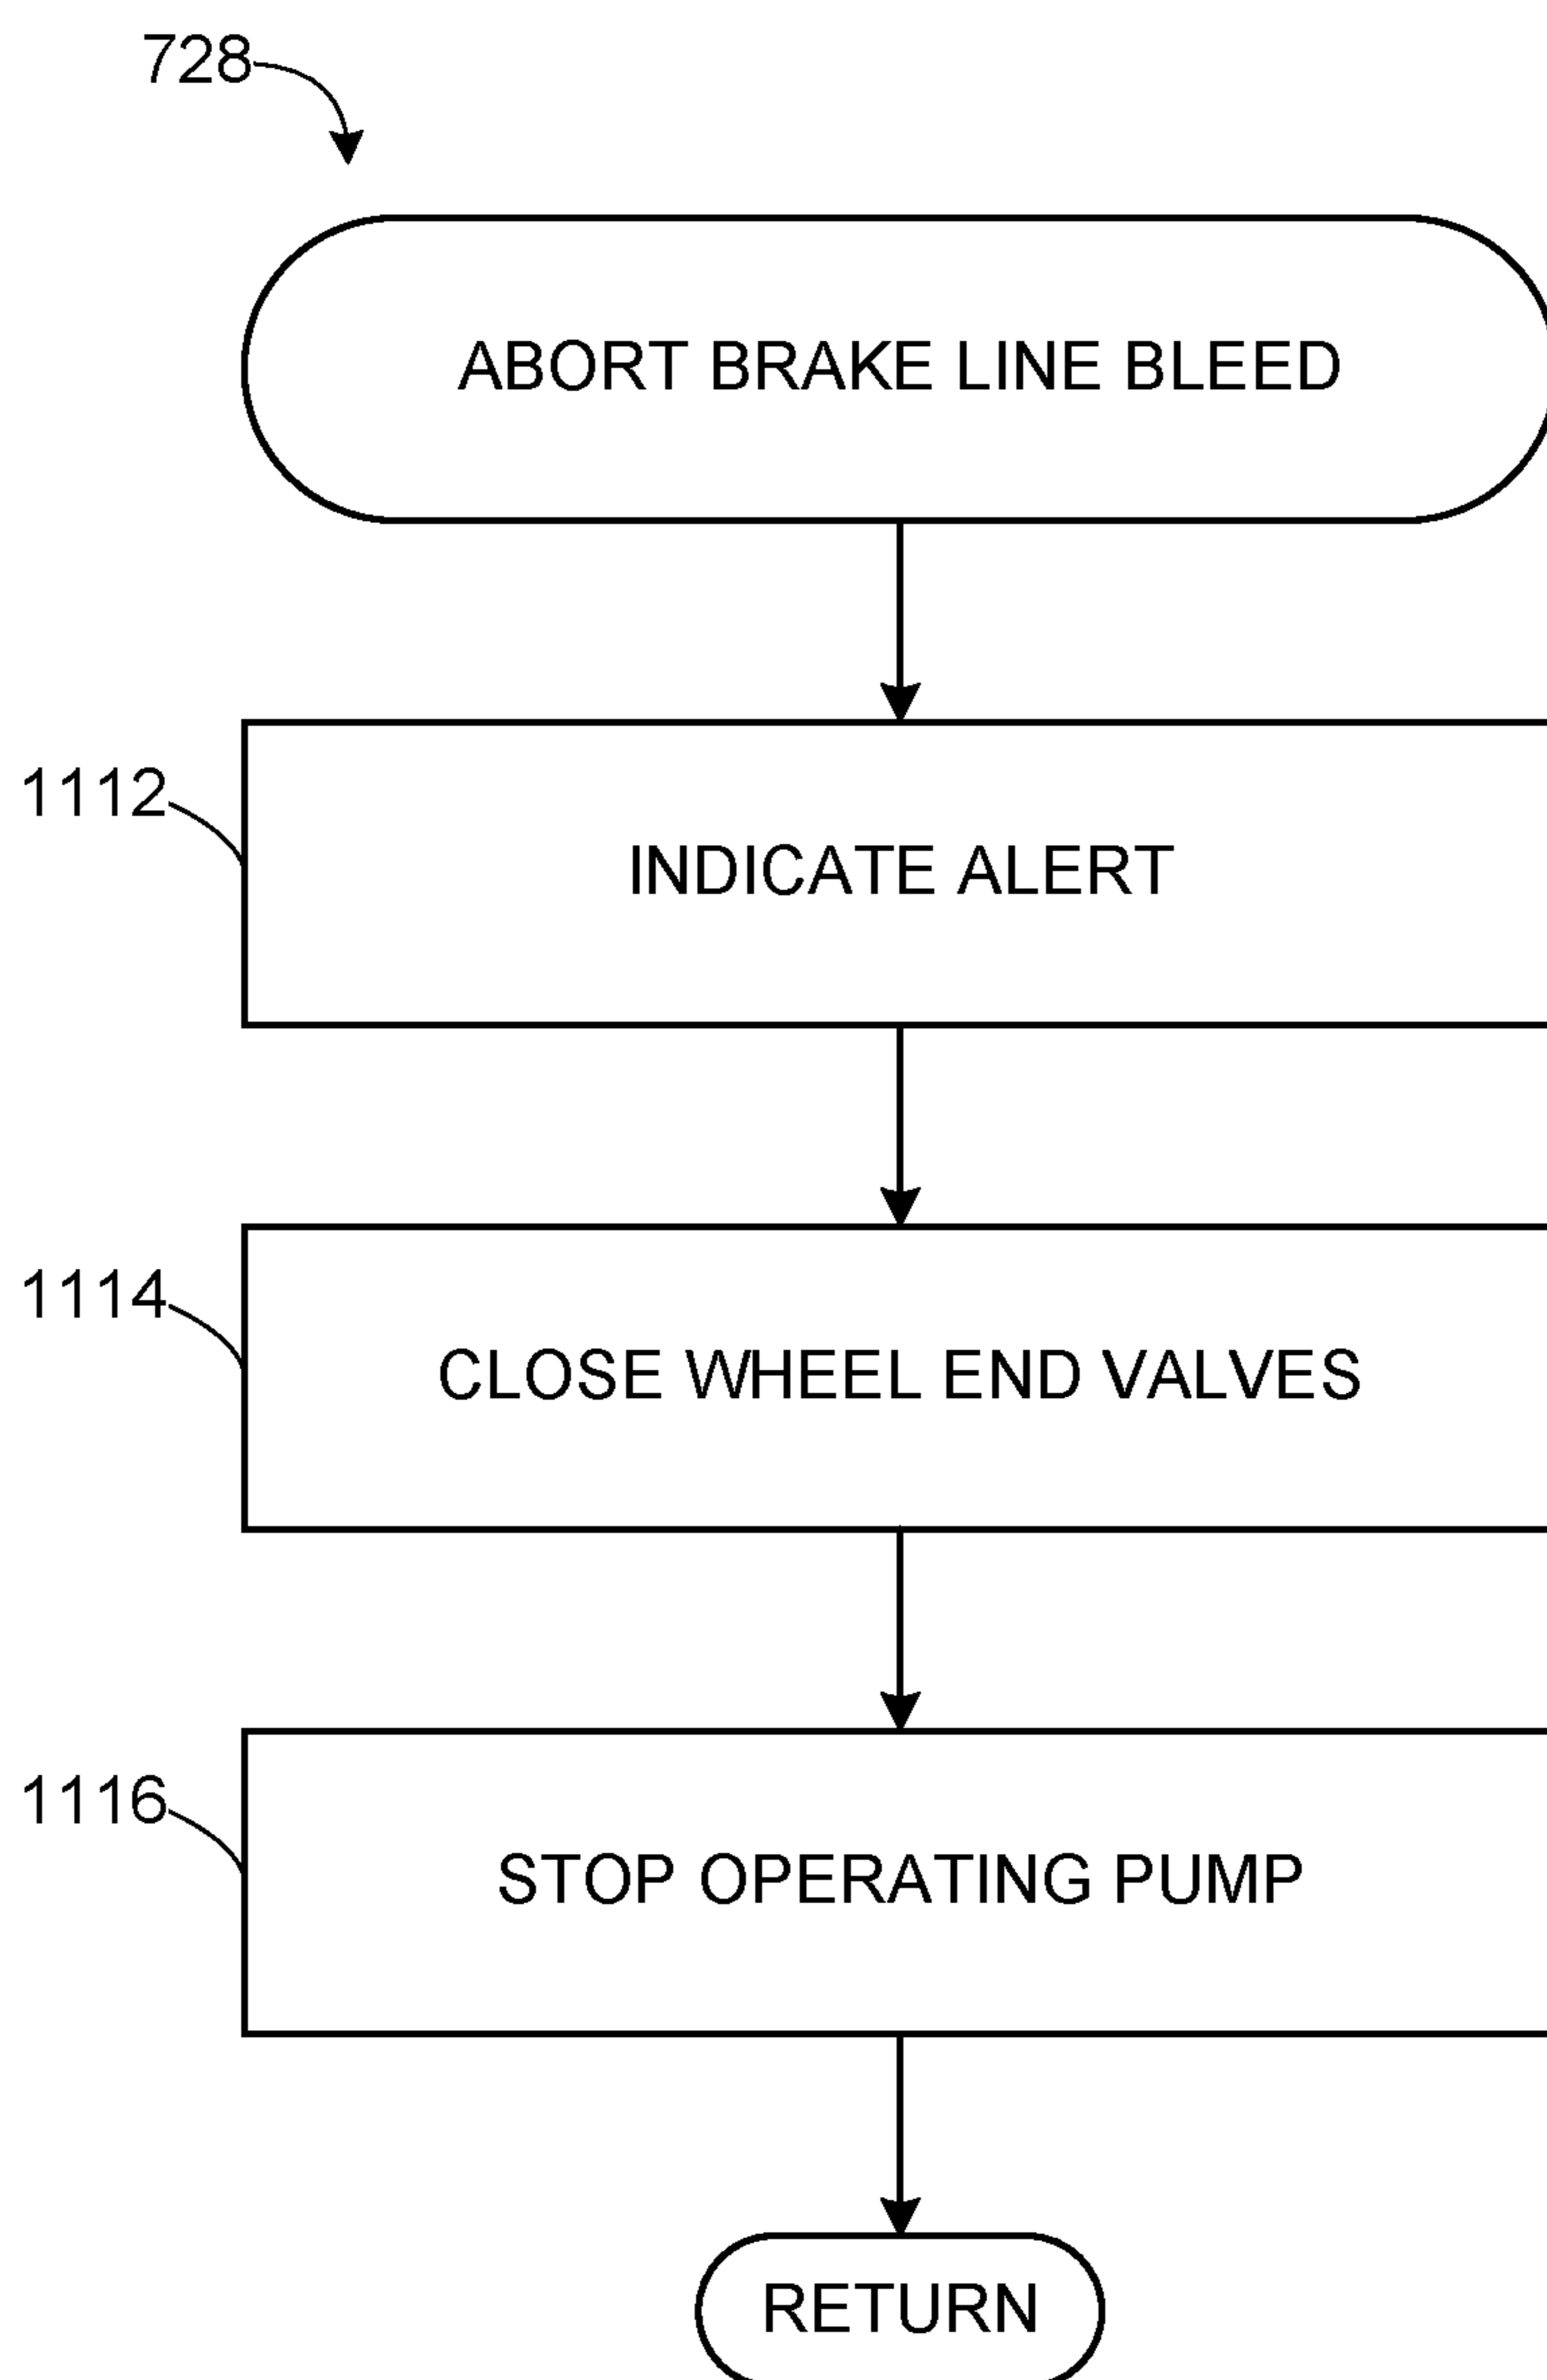 728
ABORT BRAKE LINE BLEED
1112
INDICATE ALERT
1114
CLOSE WHEEL END VALVES
1116
STOP OPERATING PUMP
RETURN